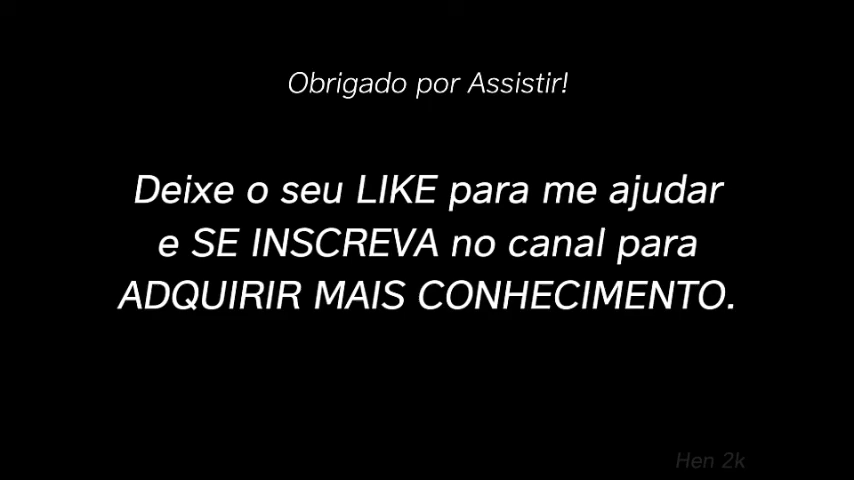 Obrigado por Assistir!
Deixe o seu LIKE para me ajudar
e SE INSCREVA no canal para
ADQUIRIR MAIS CONHECIMENTO.
Hen 2k